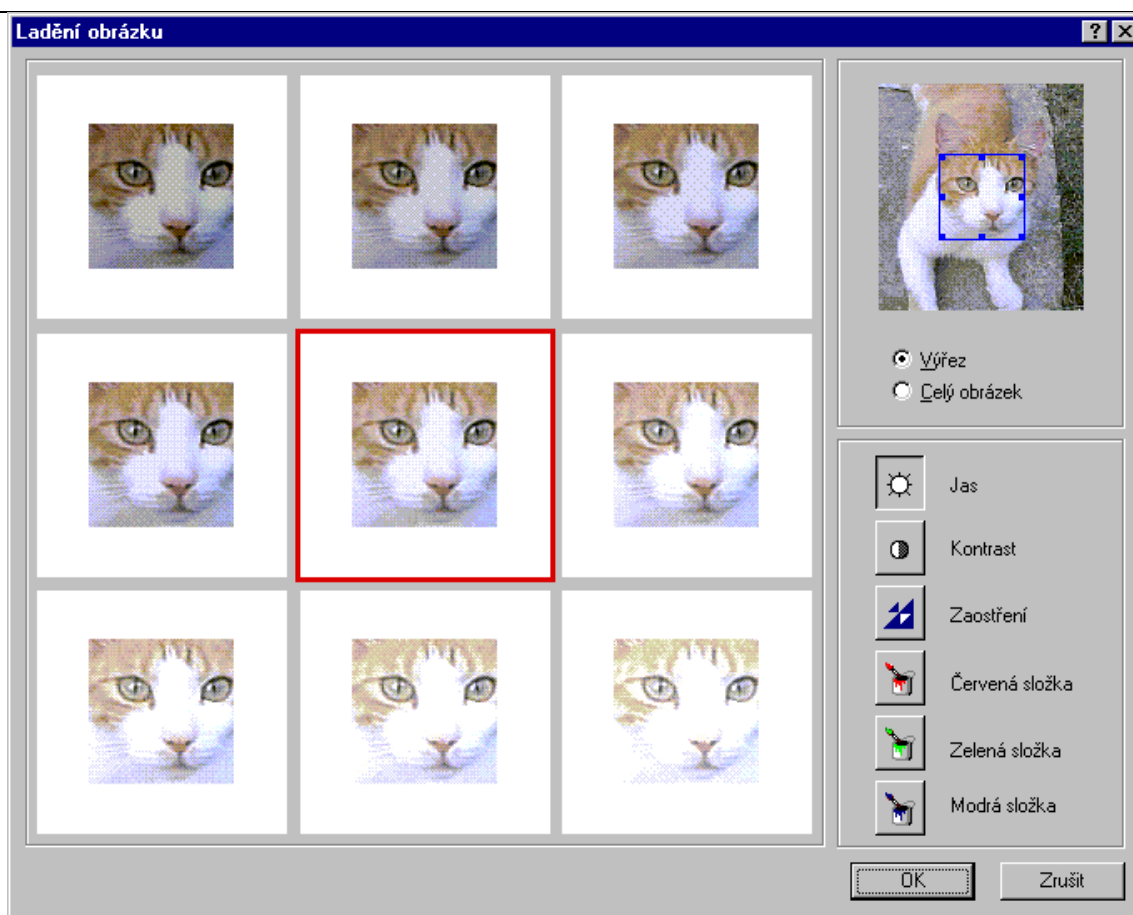 Ladění obrázku
Výřez
Celý obrázek
Jas
Kontrast
Zaostření
Červená složka
Zelená složka
Modrá složka
OK
Zrušit